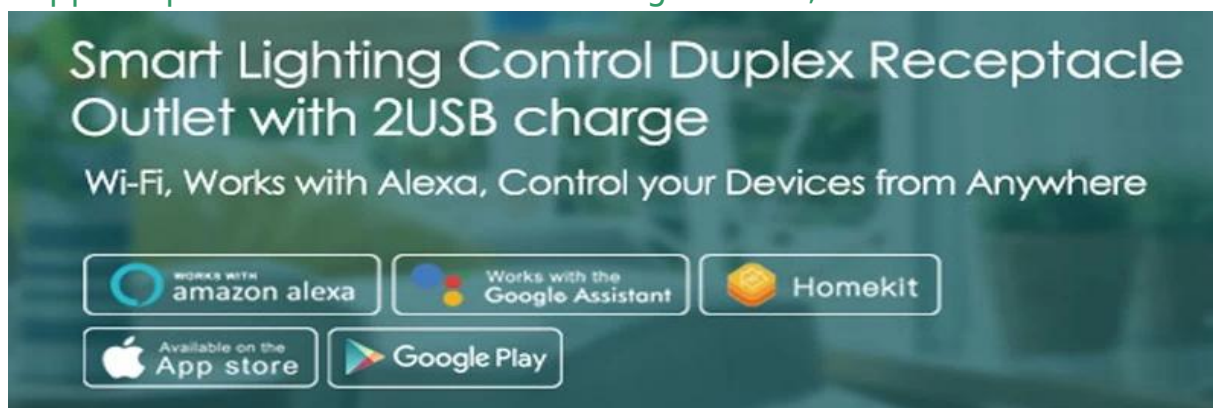 Smart Lighting Control Duplex Receptacle
Outlet with 2USB charge
Wi-Fi, Works with Alexa, Control your Devices from Anywhere
WORKS WITH
amazon alexa
Works with the
Google Assistant
Homekit
Available on the
App store
Google Play